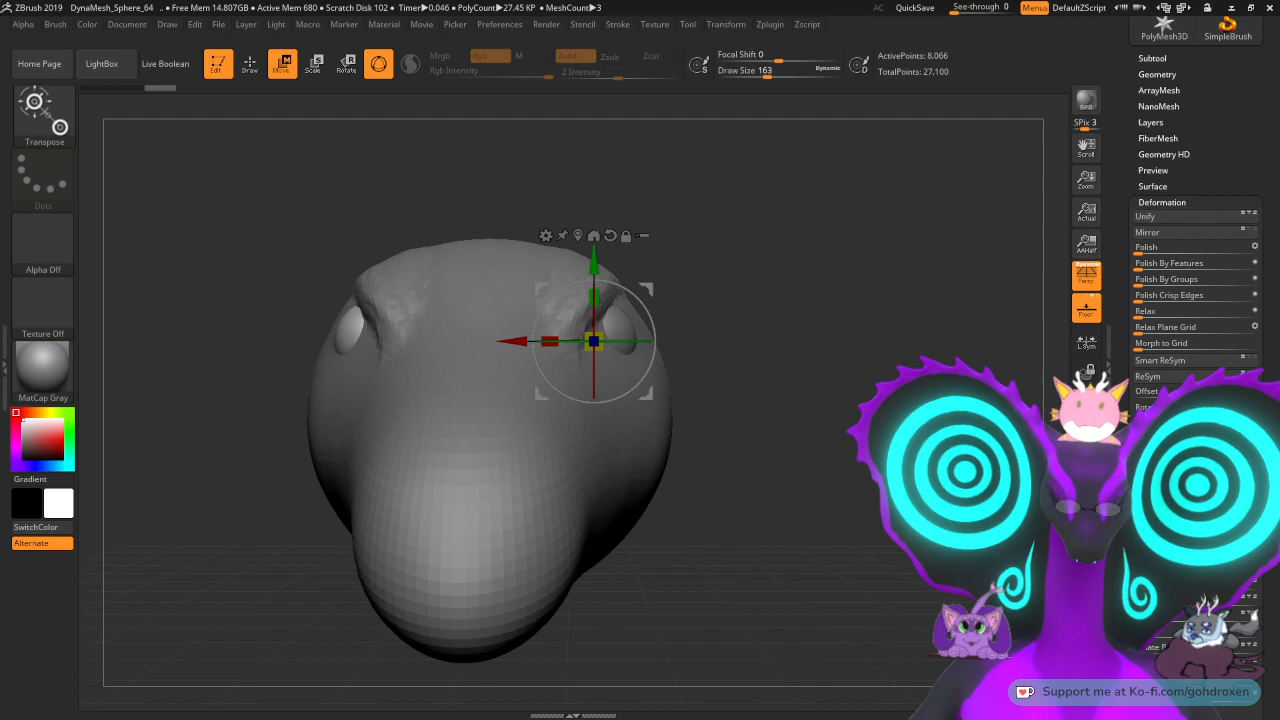 ZBrush 2019 DynaMesh_Sphere_64 .. • Free Mem 14.807GB • Active Mem 680 • Scratch Disk 102 • Timer▶0.046 • PolyCount▶27.45 KP • MeshCount▶3 AC QuickSave See-through 0 Menus DefaultZScript
Alpha Brush Color Document Draw Edit File Layer Light Macro Marker Material Movie Picker Preferences Render Stencil Stroke Texture Tool Transform Zplugin Zscript
PolyMesh3D SimpleBrush
Home Page LightBox Live Boolean Edit Draw Move Scale Rotate
Mrgb Rgb M
Rgb Intensity
Zadd Zsub Zcut
Z Intensity
Focal Shift 0
Draw Size 163 Dynamic
ActivePoints: 8,066
TotalPoints: 27,100
Transpose
Dots
Alpha Off
Texture Off
MatCap Gray
Gradient
SwitchColor
Alternate
BPR
SPix 3
Scroll
Zoom
Actual
AAHalf
Dynamic
Persp
Floor
L.Sym
Subtool
Geometry
ArrayMesh
NanoMesh
Layers
FiberMesh
Geometry HD
Preview
Surface
Deformation
Unify
Mirror
Polish
Polish By Features
Polish By Groups
Polish Crisp Edges
Relax
Relax Plane Grid
Morph to Grid
Smart ReSym
ReSym
Offset
Support me at Ko-fi.com/gohdroxen